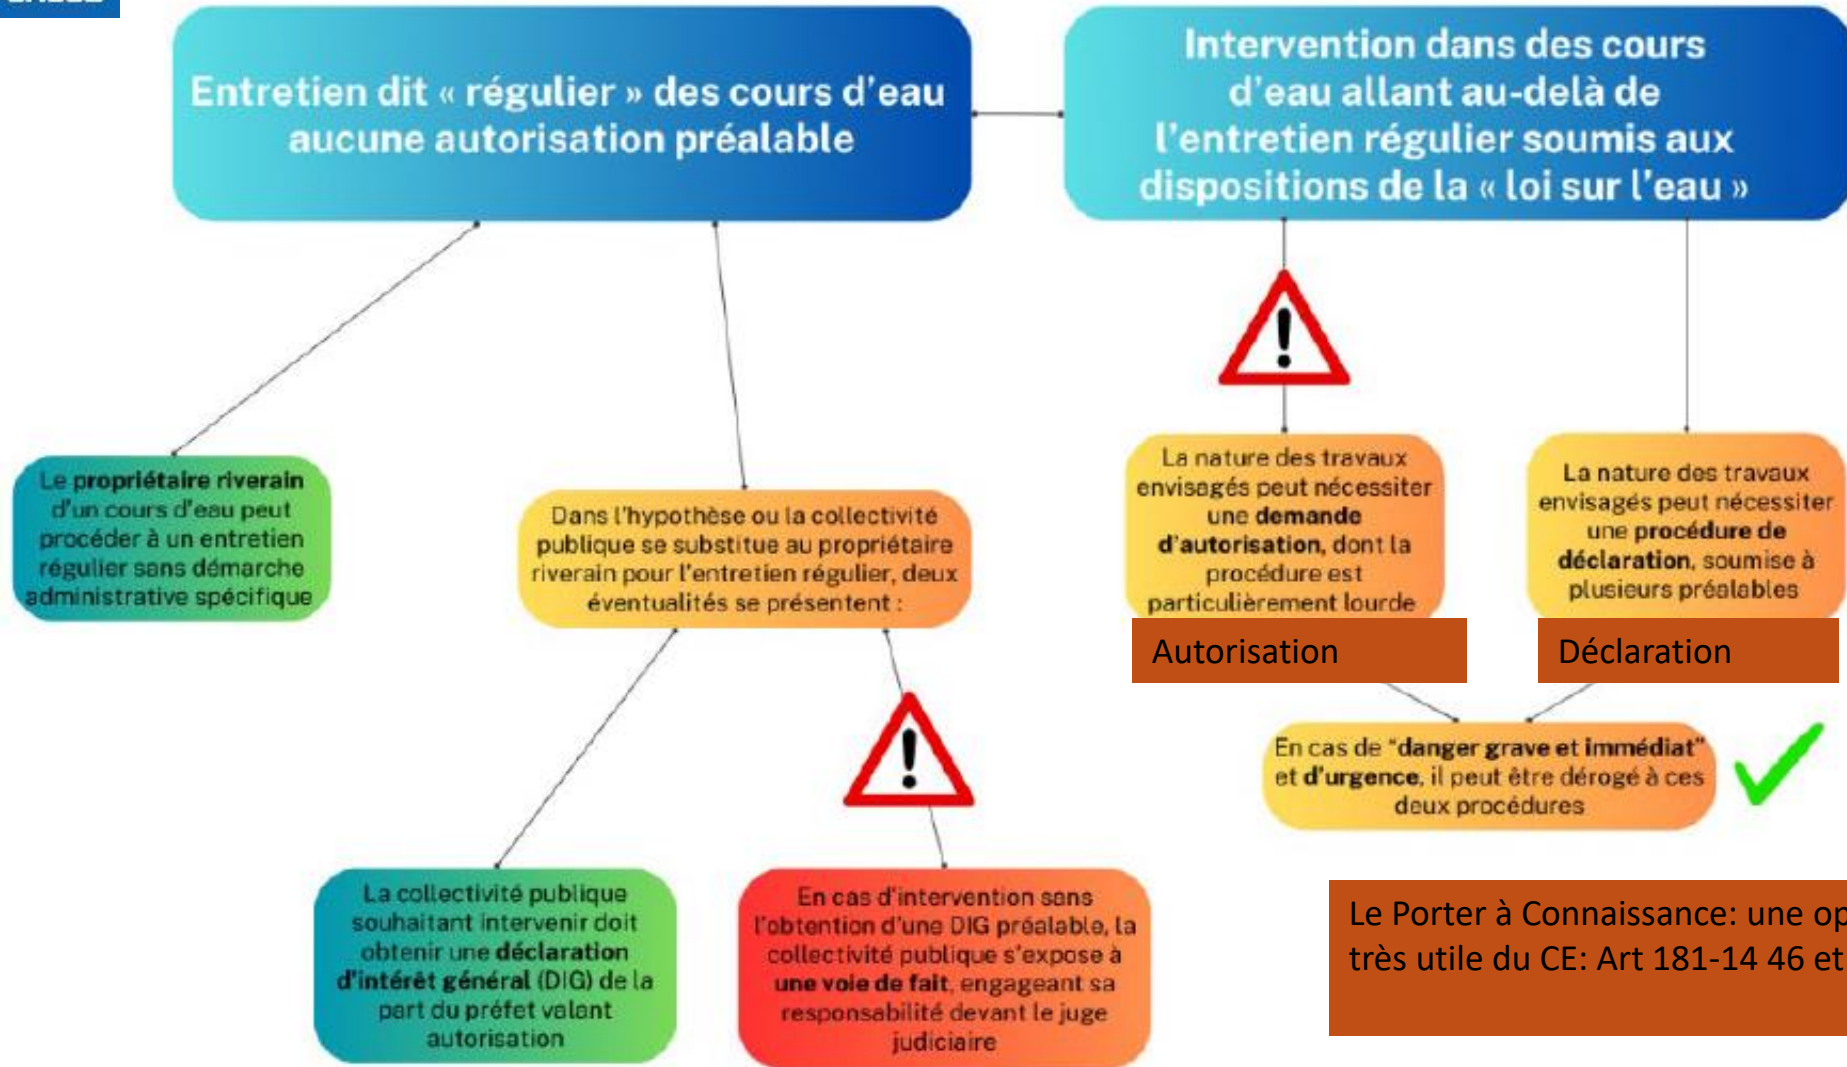 Entretien dit « régulier » des cours d'eau
aucune autorisation préalable
Intervention dans des cours
d'eau allant au-delà de
l'entretien régulier soumis aux
dispositions de la « loi sur l'eau »
Le propriétaire riverain
d'un cours d'eau peut
procéder à un entretien
régulier sans démarche
administrative spécifique
Dans l'hypothèse ou la collectivité
publique se substitue au propriétaire
riverain pour l'entretien régulier, deux
éventualités se présentent :
La nature des travaux
envisagés peut nécessiter
une demande
d'autorisation, dont la
procédure est
particulièrement lourde
Autorisation
La nature des travaux
envisagés peut nécessiter
une procédure de
déclaration, soumise à
plusieurs préalables
Déclaration
En cas de "danger grave et immédiat"
et d'urgence, il peut être dérogé à ces
deux procédures
La collectivité publique
souhaitant intervenir doit
obtenir une déclaration
d'intérêt général (DIG) de la
part du préfet valant
autorisation
En cas d'intervention sans
l'obtention d'une DIG préalable, la
collectivité publique s'expose à
une voie de fait, engageant sa
responsabilité devant le juge
judiciaire
Le Porter à Connaissance: une op
très utile du CE: Art 181-14 46 et